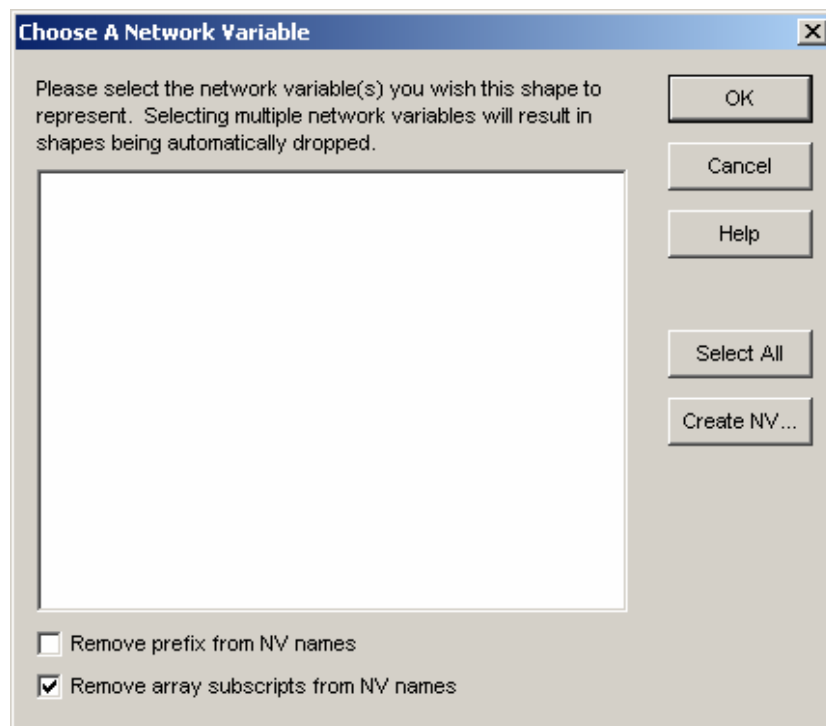 Choose A Network Variable
Please select the network variable(s) you wish this shape to
represent. Selecting multiple network variables will result in
shapes being automatically dropped.
OK
Cancel
Help
Select All
Create NV...
Remove prefix from NV names
Remove array subscripts from NV names